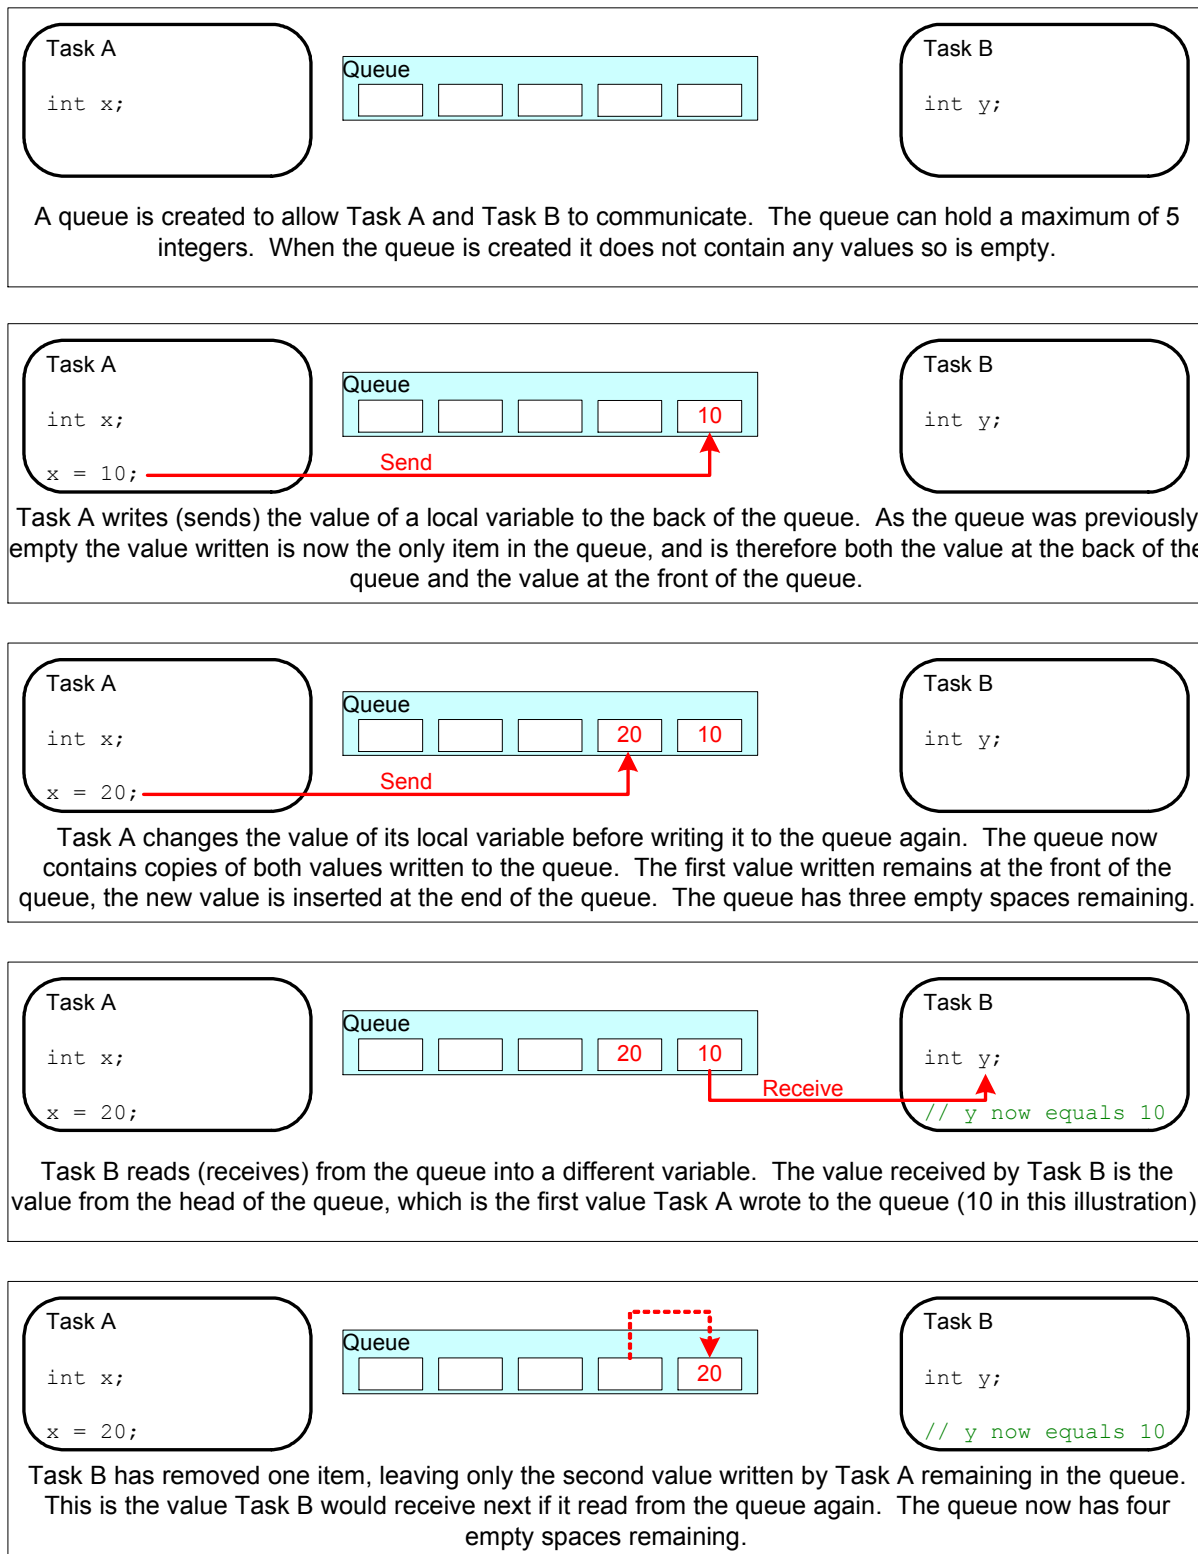 Task A
int x;
Queue
Task B
int y;
A queue is created to allow Task A and Task B to communicate.  The queue can hold a maximum of 5
integers.  When the queue is created it does not contain any values so is empty.
Task A
int x;
x = 10;
Queue
10
Send
Task B
int y;
Task A writes (sends) the value of a local variable to the back of the queue.  As the queue was previously
empty the value written is now the only item in the queue, and is therefore both the value at the back of the
queue and the value at the front of the queue.
Task A
int x;
x = 20;
Queue
20 10
Send
Task B
int y;
Task A changes the value of its local variable before writing it to the queue again.  The queue now
contains copies of both values written to the queue.  The first value written remains at the front of the
queue, the new value is inserted at the end of the queue.  The queue has three empty spaces remaining.
Task A
int x;
x = 20;
Queue
20 10
Receive
Task B
int y;
// y now equals 10
Task B reads (receives) from the queue into a different variable.  The value received by Task B is the
value from the head of the queue, which is the first value Task A wrote to the queue (10 in this illustration)
Task A
int x;
x = 20;
Queue
20
Task B
int y;
// y now equals 10
Task B has removed one item, leaving only the second value written by Task A remaining in the queue.
This is the value Task B would receive next if it read from the queue again.  The queue now has four
empty spaces remaining.